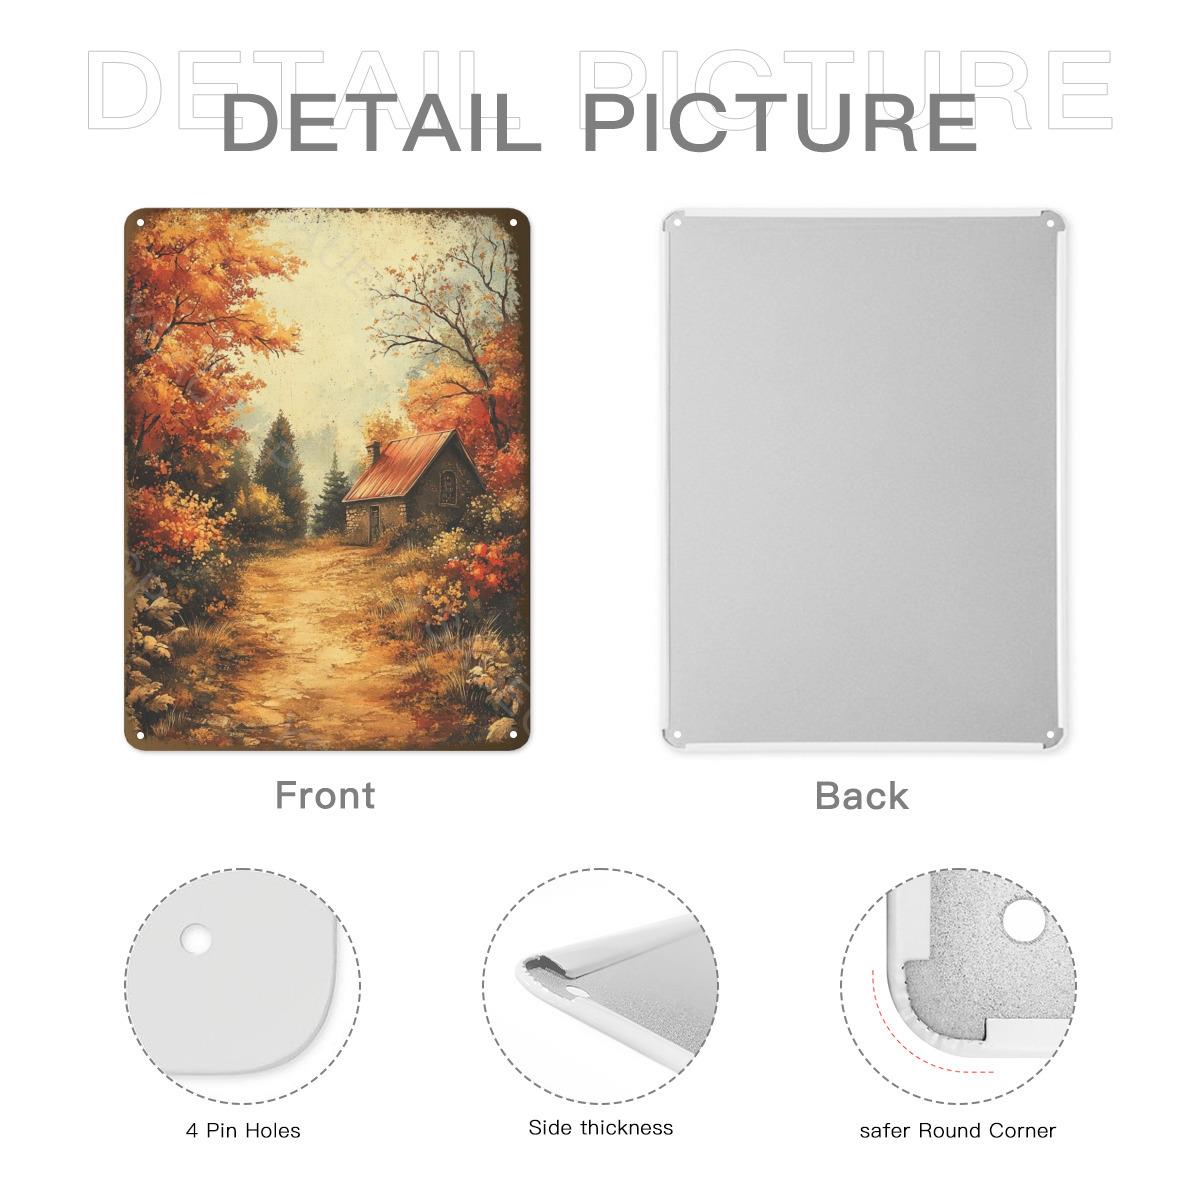 DETAIL PICTURE
DETAIL PICTURE
Front
Back
4 Pin Holes
Side thickness
safer Round Corner